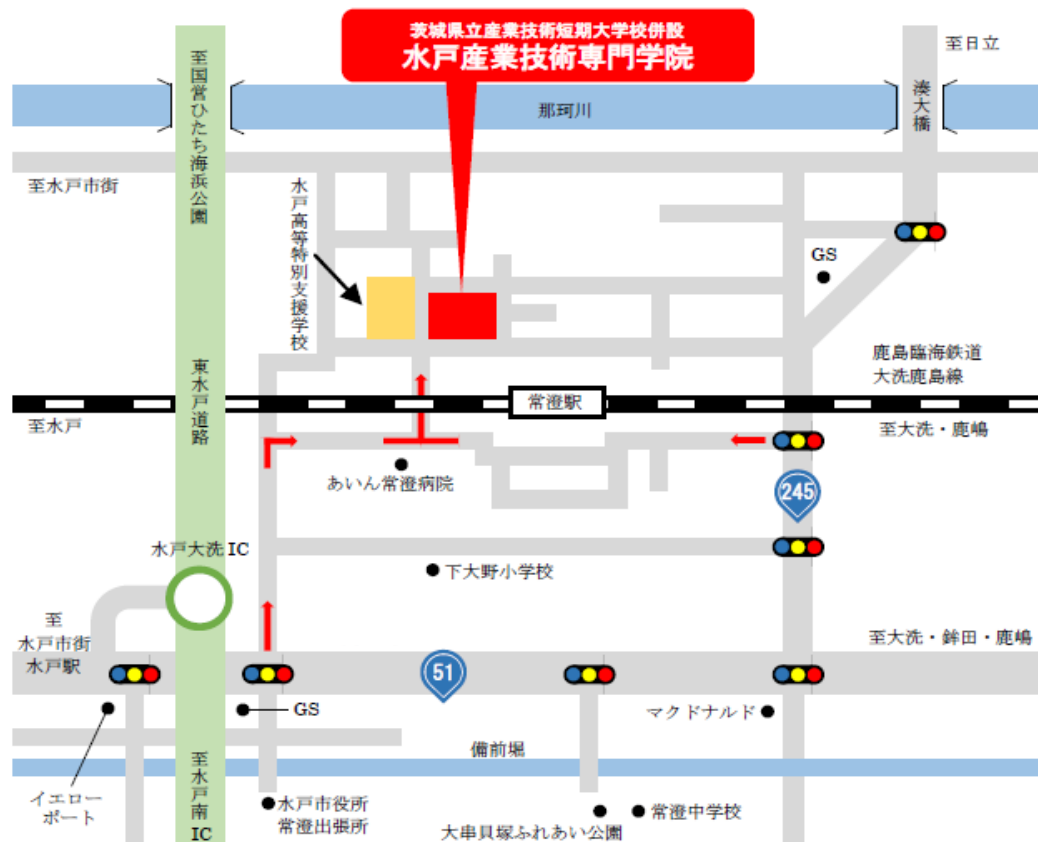 茨城県立産業技術短期大学校併設
水戸産業技術専門学院
至日立
至国営ひたち海浜公園
那珂川
湊大橋
至水戸市街
水戸高等特別支援学校
GS
東水戸道路
鹿島臨海鉄道
大洗鹿島線
常澄駅
至水戸
至大洗・鹿嶋
あいん常澄病院
245
水戸大洗 IC
下大野小学校
至
水戸市街
水戸駅
至大洗・鉾田・鹿嶋
51
GS
マクドナルド
備前堀
至水戸南IC
イエロー
ポート
水戸市役所
常澄出張所
常澄中学校
大串貝塚ふれあい公園